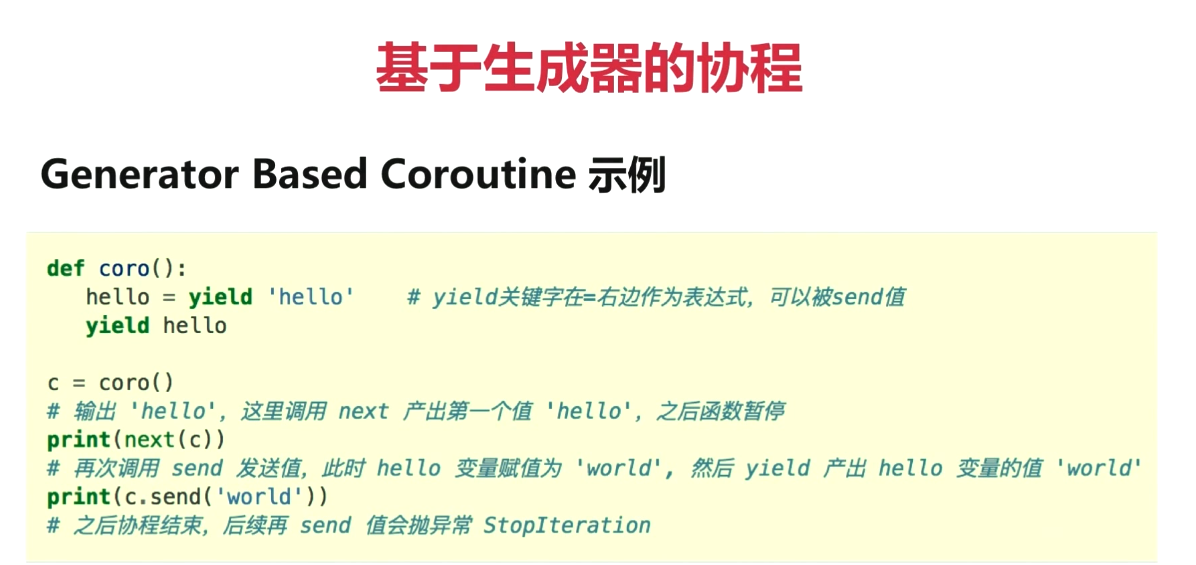 基于生成器的协程
Generator Based Coroutine 示例
def coro():
    hello = yield 'hello'    # yield关键字在=右边作为表达式，可以被send值
    yield hello
c = coro()
# 输出 'hello'，这里调用 next 产出第一个值 'hello'，之后函数暂停
print(next(c))
# 再次调用 send 发送值，此时 hello 变量赋值为 'world'，然后 yield 产出 hello 变量的值 'world'
print(c.send('world'))
# 之后协程结束，后续再 send 值会抛异常 StopIteration